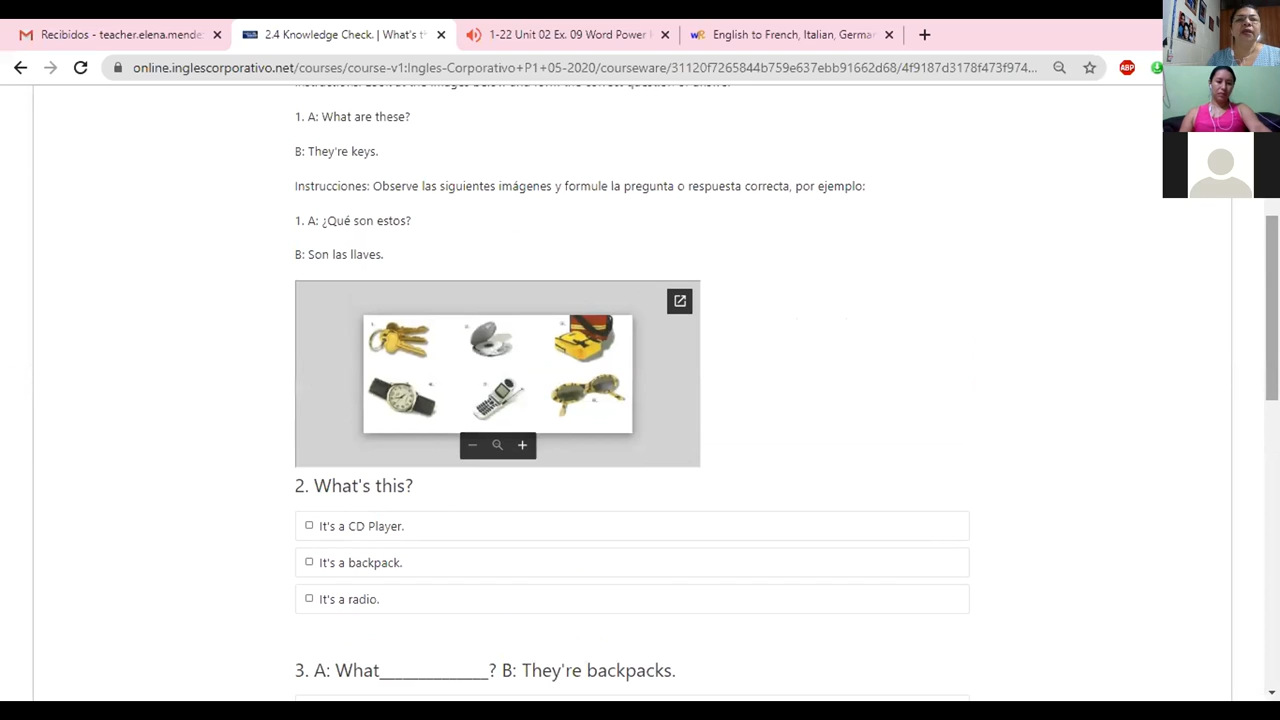 Recibidos - teacher.elena.mende
2.4 Knowledge Check. | What's t
1-22 Unit 02 Ex. 09 Word Power
English to French, Italian, Germa
online.inglescorporativo.net/courses/course-v1:Ingles-Corporativo+P1+05-2020/courseware/31120f7265844b759e637ebb91662d68/4f9187d3178f473f974...
ABP
1. A: What are these?
B: They're keys.
Instrucciones: Observe las siguientes imágenes y formule la pregunta o respuesta correcta, por ejemplo:
1. A: ¿Qué son estos?
B: Son las llaves.
2. What's this?
It's a CD Player.
It's a backpack.
It's a radio.
3. A: What______________? B: They're backpacks.